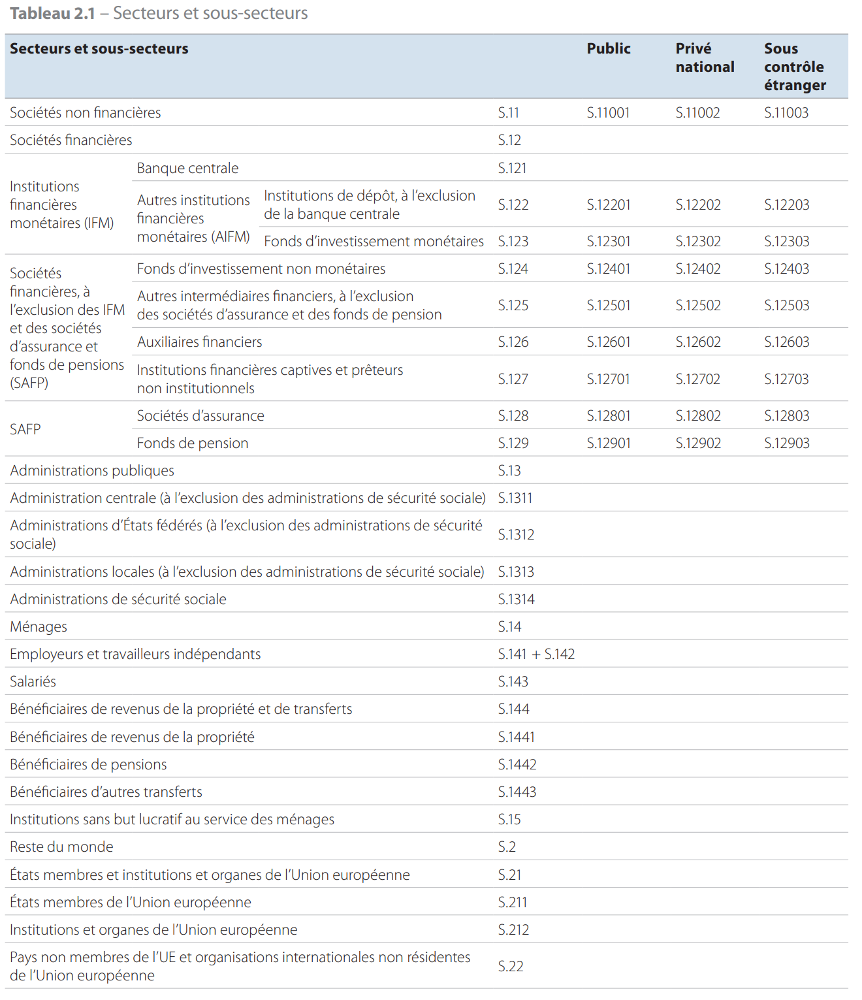 Tableau 2.1 – Secteurs et sous-secteurs
Secteurs et sous-secteurs Public Privé national Sous contrôle étranger
Sociétés non financières S.11 S.11001 S.11002 S.11003
Sociétés financières S.12
Institutions
financières
monétaires (IFM)
Banque centrale S.121
Autres institutions
financières
monétaires (AIFM)
Institutions de dépôt, à l’exclusion
de la banque centrale
S.122 S.12201 S.12202 S.12203
Fonds d’investissement monétaires S.123 S.12301 S.12302 S.12303
Sociétés
financières, à
l’exclusion des IFM
et des sociétés
d’assurance et
fonds de pensions
(SAFP)
Fonds d’investissement non monétaires S.124 S.12401 S.12402 S.12403
Autres intermédiaires financiers, à l’exclusion
des sociétés d’assurance et des fonds de pension
S.125 S.12501 S.12502 S.12503
Auxiliaires financiers S.126 S.12601 S.12602 S.12603
Institutions financières captives et prêteurs
non institutionnels
S.127 S.12701 S.12702 S.12703
SAFP
Sociétés d’assurance S.128 S.12801 S.12802 S.12803
Fonds de pension S.129 S.12901 S.12902 S.12903
Administrations publiques S.13
Administration centrale (à l’exclusion des administrations de sécurité sociale) S.1311
Administrations d’États fédérés (à l’exclusion des administrations de sécurité
sociale)
S.1312
Administrations locales (à l’exclusion des administrations de sécurité sociale) S.1313
Administrations de sécurité sociale S.1314
Ménages S.14
Employeurs et travailleurs indépendants S.141 + S.142
Salariés S.143
Bénéficiaires de revenus de la propriété et de transferts S.144
Bénéficiaires de revenus de la propriété S.1441
Bénéficiaires de pensions S.1442
Bénéficiaires d’autres transferts S.1443
Institutions sans but lucratif au service des ménages S.15
Reste du monde S.2
États membres et institutions et organes de l’Union européenne S.21
États membres de l’Union européenne S.211
Institutions et organes de l’Union européenne S.212
Pays non membres de l’UE et organisations internationales non résidentes
de l’Union européenne
S.22